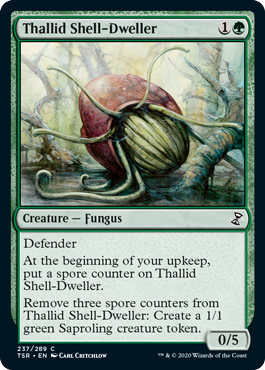 Thallid Shell-Dweller 1
Creature — Fungus
Defender
At the beginning of your upkeep,
put a spore counter on Thallid
Shell-Dweller.
Remove three spore counters from
Thallid Shell-Dweller: Create a 1/1
green Saproling creature token.
0/5
237/289 C
TSR • EN Carl Critchlow
™ & © 2020 Wizards of the Coast